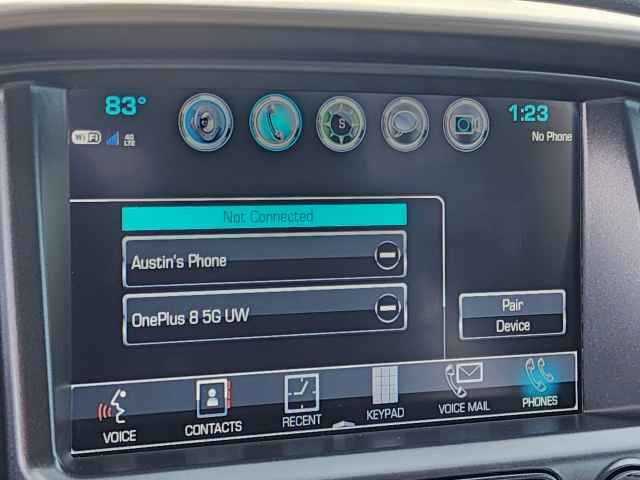 83°
1:23
WiFi
4G
LTE
S
No Phone
Not Connected
Austin's Phone
OnePlus 8 5G UW
Pair
Device
VOICE
CONTACTS
RECENT
KEYPAD
VOICE MAIL
PHONES